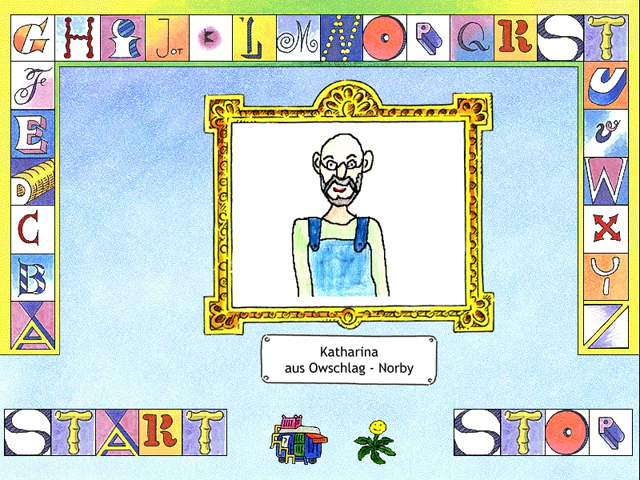 G H I J K L M N O P Q R S T
F
E
D
C
B
A
U
V
W
X
Y
Z
Katharina
aus Owschlag - Norby
START
STOP